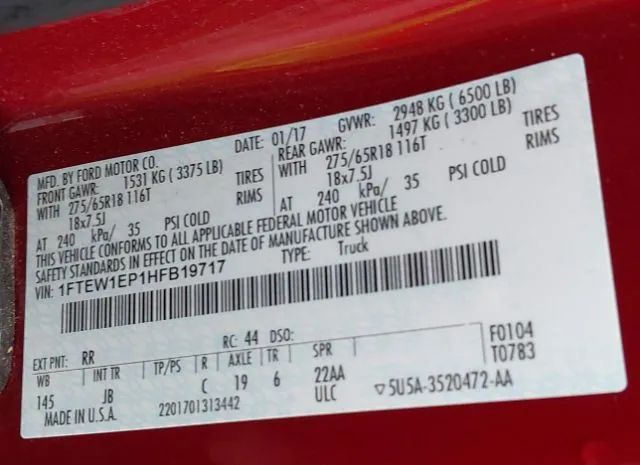 MFD. BY FORD MOTOR CO. DATE: 01/17 GVWR: 2948 KG ( 6500 LB)
FRONT GAWR: 1531 KG ( 3375 LB) REAR GAWR: 1497 KG ( 3300 LB)
WITH 275/65R18 116T TIRES WITH 275/65R18 116T TIRES
18x7.5J RIMS 18x7.5J RIMS
AT 240 kPa/ 35 PSI COLD AT 240 kPa/ 35 PSI COLD
THIS VEHICLE CONFORMS TO ALL APPLICABLE FEDERAL MOTOR VEHICLE
SAFETY STANDARDS IN EFFECT ON THE DATE OF MANUFACTURE SHOWN ABOVE.
VIN: 1FTEW1EP1HFB19717 TYPE: Truck
EXT PNT: RR RC: 44 DSO:
WB INT TR TP/PS R AXLE TR SPR F0104
145 JB C 19 6 22AA T0783
ULC ▽5U5A-3520472-AA
MADE IN U.S.A. 2201701313442